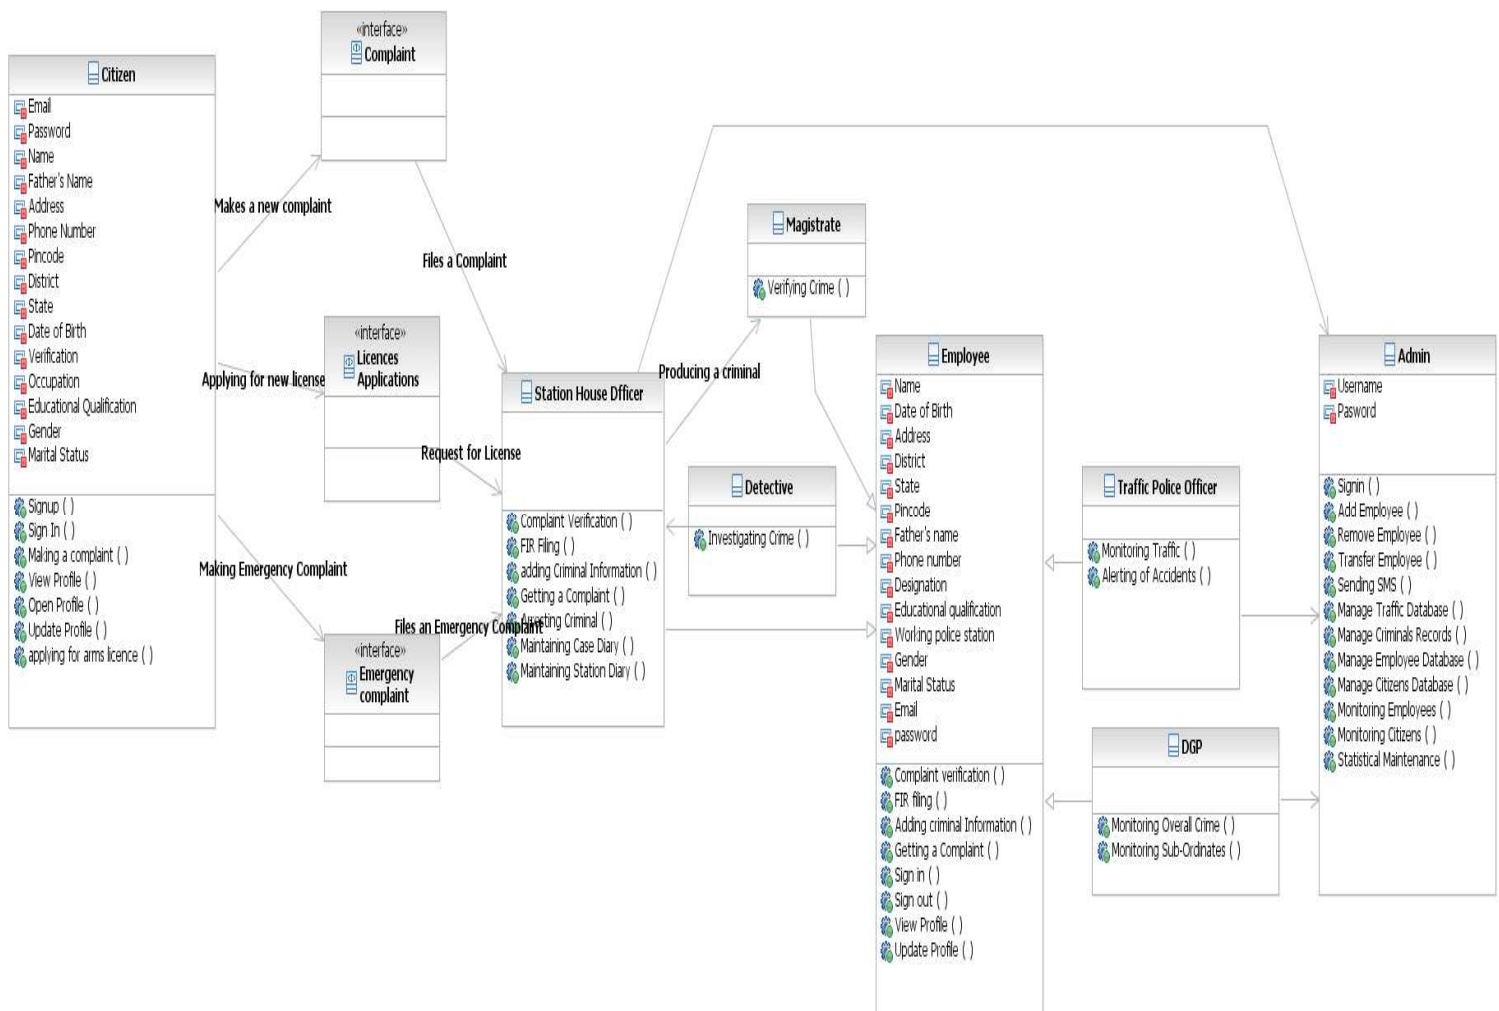 Citizen
Email
Password
Name
Father's Name
Address
Phone Number
Pincode
District
State
Date of Birth
Verification
Occupation
Educational Qualification
Gender
Marital Status
Signup ( )
Sign In ( )
Making a complaint ( )
View Profile ( )
Open Profile ( )
Update Profile ( )
applying for arms licence ( )
«interface»
Complaint
Makes a new complaint
Files a Complaint
«interface»
Licences
Applications
Applying for new license
Request for License
Making Emergency Complaint
Files an Emergency Complaint
«interface»
Emergency
complaint
Station House Dfficer
Complaint Verification ( )
FIR Filing ( )
adding Criminal Information ( )
Getting a Complaint ( )
Arresting Criminal ( )
Maintaining Case Diary ( )
Maintaining Station Diary ( )
Producing a criminal
Magistrate
Verifying Crime ( )
Detective
Investigating Crime ( )
Employee
Name
Date of Birth
Address
District
State
Pincode
Father's name
Phone number
Designation
Educational qualification
Working police station
Gender
Marital Status
Email
password
Complaint verification ( )
FIR filing ( )
Adding criminal Information ( )
Getting a Complaint ( )
Sign in ( )
Sign out ( )
View Profile ( )
Update Profile ( )
Traffic Police Officer
Monitoring Traffic ( )
Alerting of Accidents ( )
DGP
Monitoring Overall Crime ( )
Monitoring Sub-Ordinates ( )
Admin
Username
Pasword
Signin ( )
Add Employee ( )
Remove Employee ( )
Transfer Employee ( )
Sending SMS ( )
Manage Traffic Database ( )
Manage Criminals Records ( )
Manage Employee Database ( )
Manage Citizens Database ( )
Monitoring Employees ( )
Monitoring Citizens ( )
Statistical Maintenance ( )